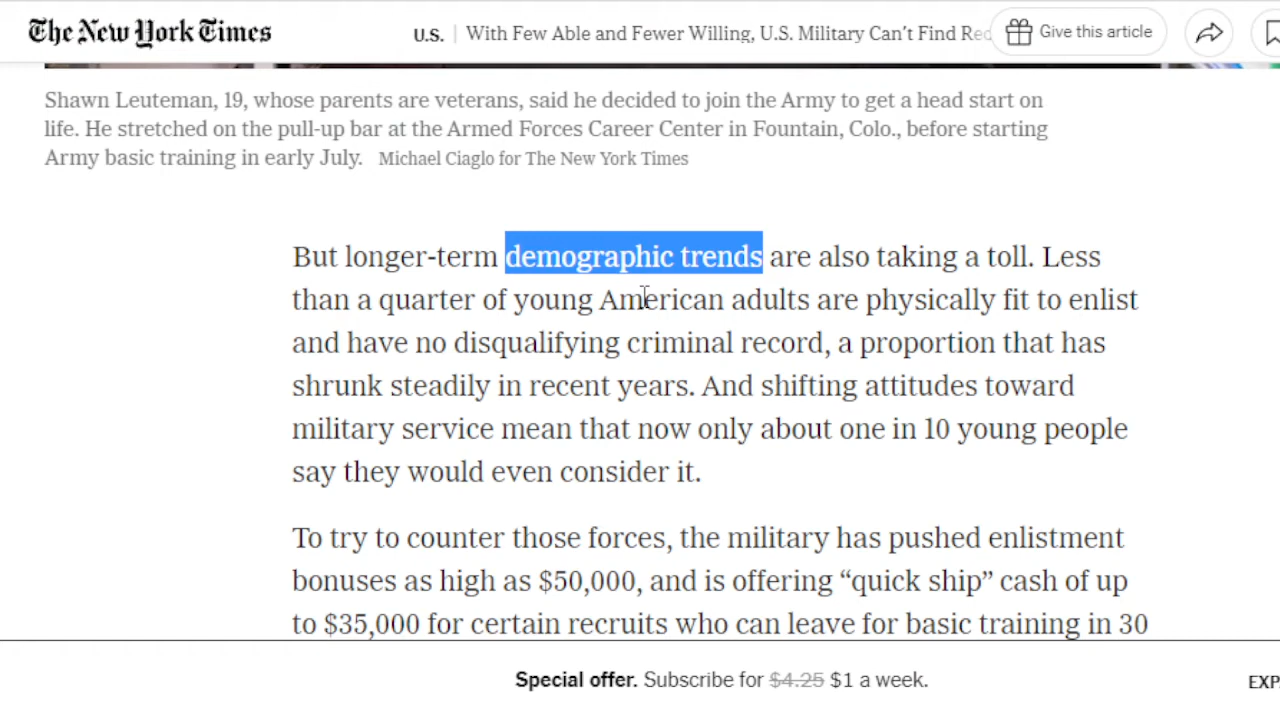 The New York Times
U.S. | With Few Able and Fewer Willing, U.S. Military Can't Find
Give this article
Shawn Leuteman, 19, whose parents are veterans, said he decided to join the Army to get a head start on
life. He stretched on the pull-up bar at the Armed Forces Career Center in Fountain, Colo., before starting
Army basic training in early July. Michael Ciaglo for The New York Times
But longer-term demographic trends are also taking a toll. Less
than a quarter of young American adults are physically fit to enlist
and have no disqualifying criminal record, a proportion that has
shrunk steadily in recent years. And shifting attitudes toward
military service mean that now only about one in 10 young people
say they would even consider it.
To try to counter those forces, the military has pushed enlistment
bonuses as high as $50,000, and is offering “quick ship” cash of up
to $35,000 for certain recruits who can leave for basic training in 30
Special offer. Subscribe for $4.25 $1 a week.